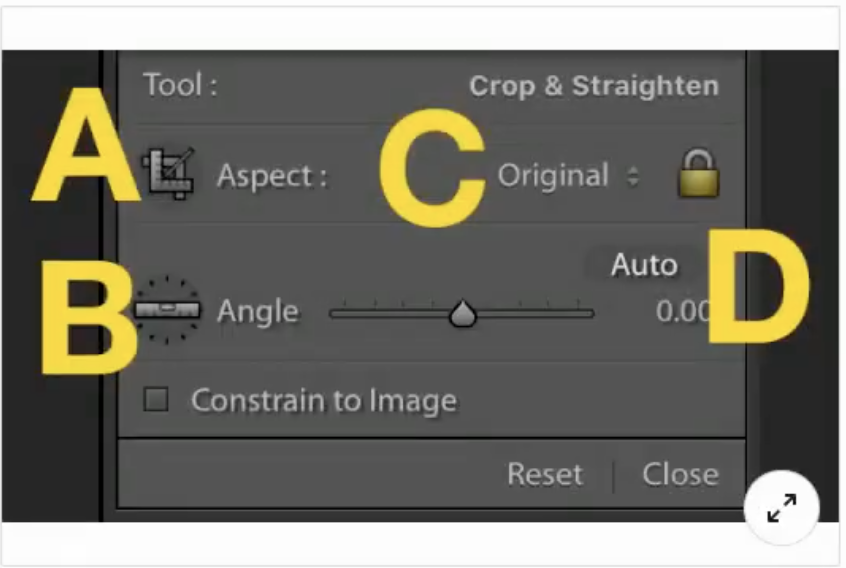 Tool : Crop & Straighten
A
Aspect : C Original
Auto
D
B
Angle 0.00
Constrain to Image
Reset Close